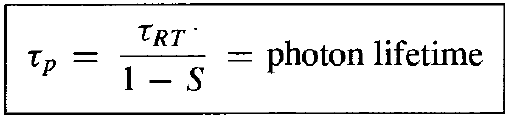 τ_p = τ_RT / (1 − S) = photon lifetime